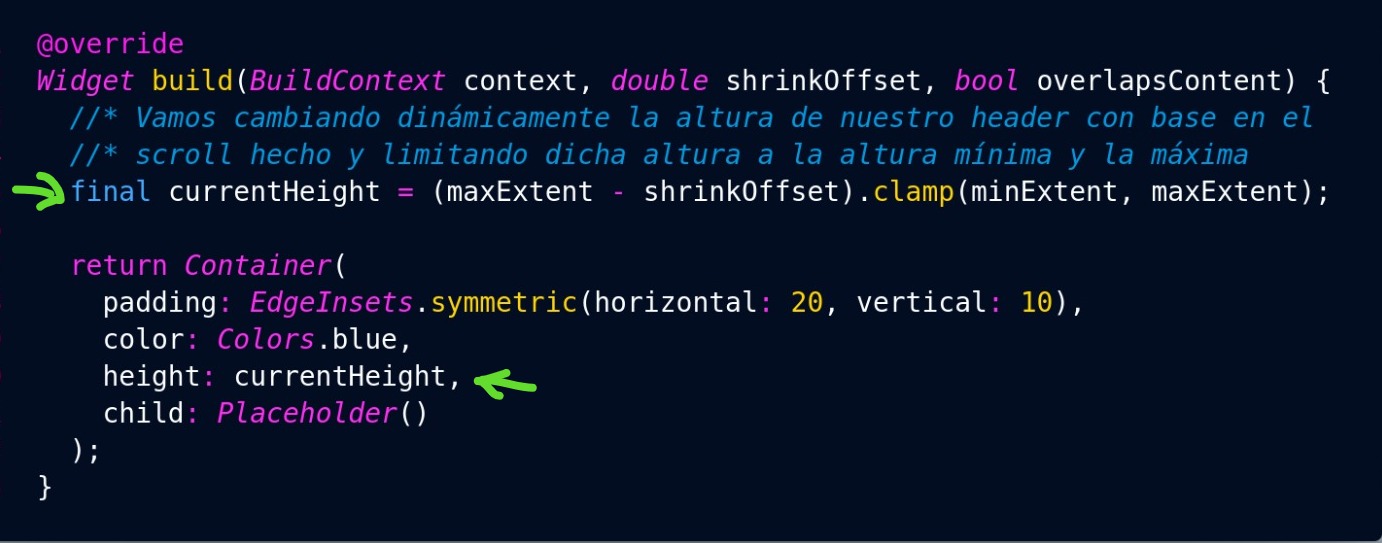 @override
Widget build(BuildContext context, double shrinkOffset, bool overlapsContent) {
//* Vamos cambiando dinámicamente la altura de nuestro header con base en el
//* scroll hecho y limitando dicha altura a la altura mínima y la máxima
final currentHeight = (maxExtent - shrinkOffset).clamp(minExtent, maxExtent);
return Container(
padding: EdgeInsets.symmetric(horizontal: 20, vertical: 10),
color: Colors.blue,
height: currentHeight,
child: Placeholder()
);
}